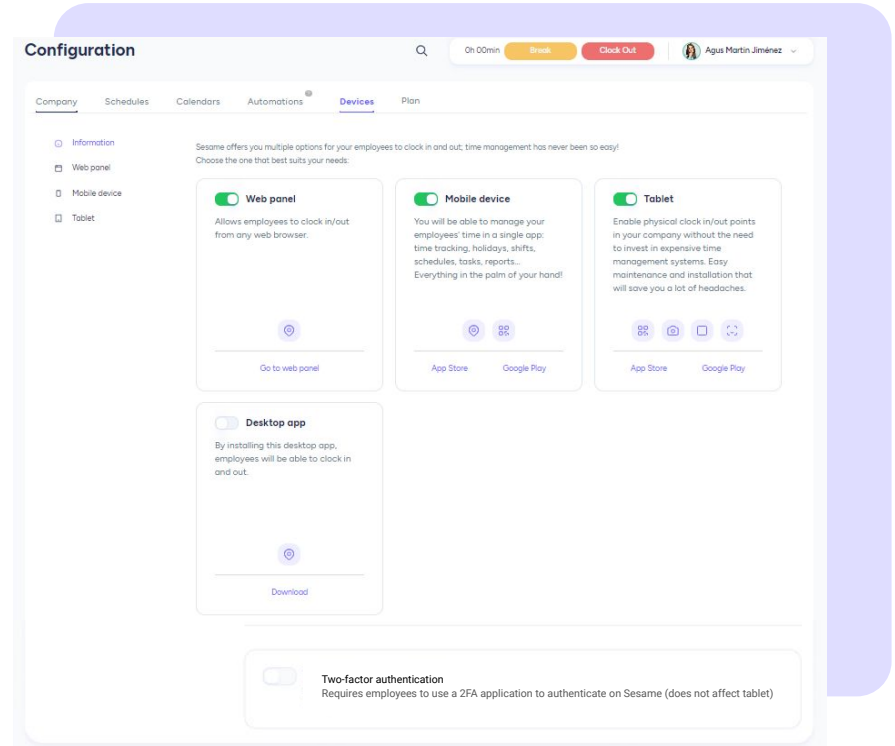 Configuration
0h 00min Break Clock Out Agus Martin Jiménez
Company Schedules Calendars Automations Devices Plan
Information
Web panel
Mobile device
Tablet
Sesame offers you multiple options for your employees to clock in and out; time management has never been so easy!
Choose the one that best suits your needs:
Web panel
Allows employees to clock in/out
from any web browser.
Go to web panel
Mobile device
You will be able to manage your
employees' time in a single app:
time tracking, holidays, shifts,
schedules, tasks, reports...
Everything in the palm of your hand!
App Store Google Play
Tablet
Enable physical clock in/out points
in your company without the need
to invest in expensive time
management systems. Easy
maintenance and installation that
will save you a lot of headaches.
App Store Google Play
Desktop app
By installing this desktop app,
employees will be able to clock in
and out.
Download
Two-factor authentication
Requires employees to use a 2FA application to authenticate on Sesame (does not affect tablet)